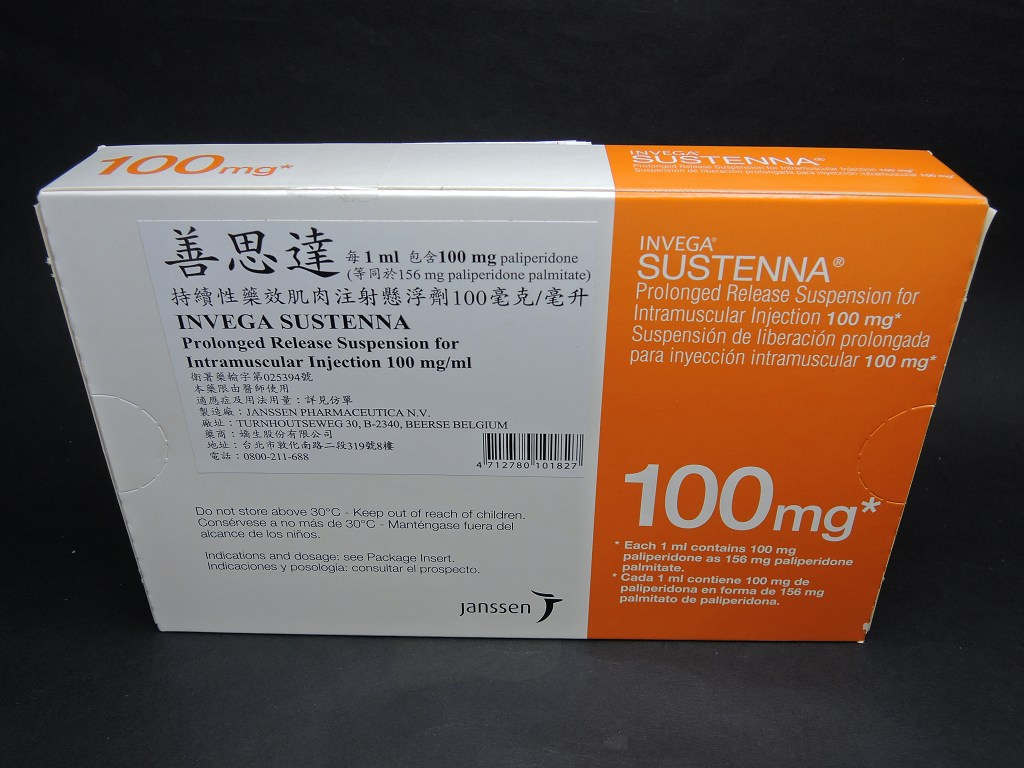 100mg*
INVEGA®
SUSTENNA®
Prolonged Release Suspension for Intramuscular Injection 100 mg*
Suspensión de liberación prolongada para inyección intramuscular 100 mg*
善思達 每 1 ml 包含100 mg paliperidone
(等同於156 mg paliperidone palmitate)
持續性藥效肌肉注射懸浮劑100毫克/毫升
INVEGA SUSTENNA
Prolonged Release Suspension for
Intramuscular Injection 100 mg/ml
衛署藥輸字第025394號
本藥限由醫師使用
適應症及用法用量：詳見仿單
製造廠：JANSSEN PHARMACEUTICA N.V.
廠址：TURNHOUTSEWEG 30, B-2340, BEERSE BELGIUM
藥商：嬌生股份有限公司
地址：台北市敦化南路二段319號8樓
電話：0800-211-688
4 712780 101827
Do not store above 30°C - Keep out of reach of children.
Consérvese a no más de 30°C - Manténgase fuera del
alcance de los niños.
Indications and dosage: see Package Insert.
Indicaciones y posología: consultar el prospecto.
janssen
INVEGA®
SUSTENNA®
Prolonged Release Suspension for
Intramuscular Injection 100 mg*
Suspensión de liberación prolongada
para inyección intramuscular 100 mg*
100mg*
* Each 1 ml contains 100 mg
paliperidone as 156 mg paliperidone
palmitate.
* Cada 1 ml contiene 100 mg de
paliperidona en forma de 156 mg
palmitato de paliperidona.